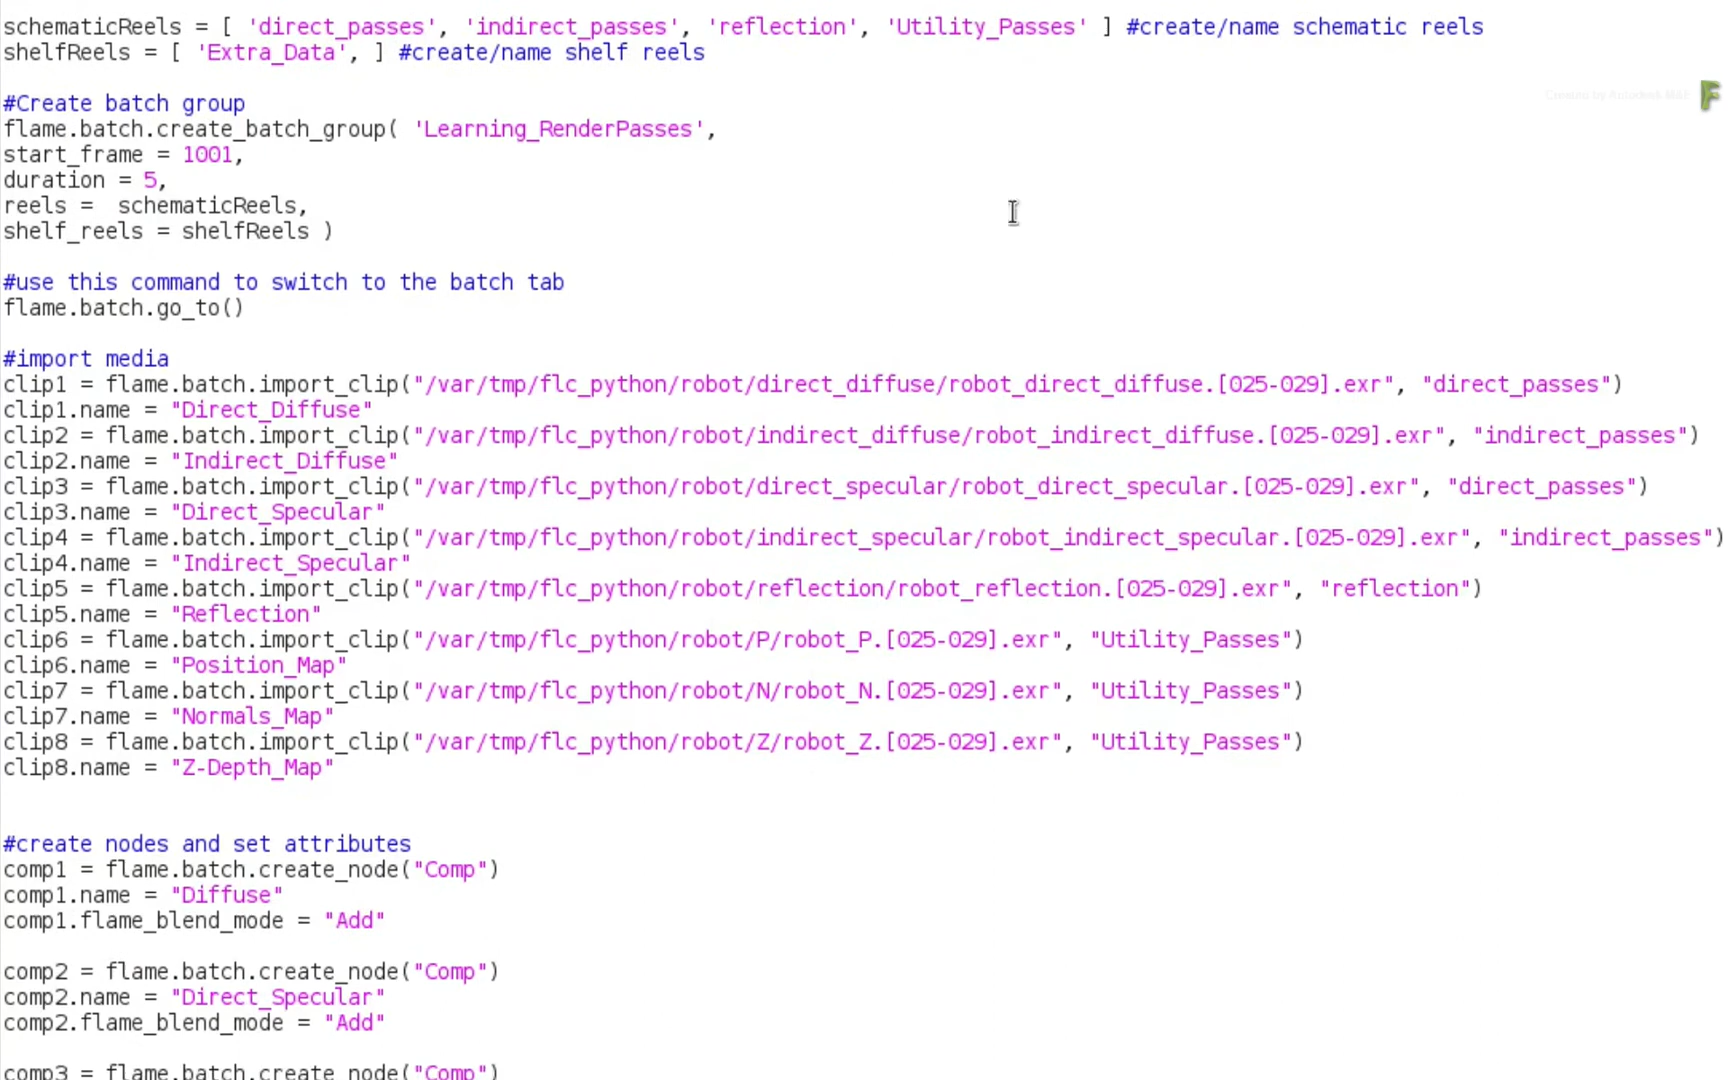 schematicReels = [ 'direct_passes', 'indirect_passes', 'reflection', 'Utility_Passes' ] #create/name schematic reels
shelfReels = [ 'Extra_Data', ] #create/name shelf reels
#Create batch group
flame.batch.create_batch_group( 'Learning_RenderPasses',
start_frame = 1001,
duration = 5,
reels =  schematicReels,
shelf_reels = shelfReels )
#use this command to switch to the batch tab
flame.batch.go_to()
#import media
clip1 = flame.batch.import_clip("/var/tmp/flc_python/robot/direct_diffuse/robot_direct_diffuse.[025-029].exr", "direct_passes")
clip1.name = "Direct_Diffuse"
clip2 = flame.batch.import_clip("/var/tmp/flc_python/robot/indirect_diffuse/robot_indirect_diffuse.[025-029].exr", "indirect_passes")
clip2.name = "Indirect_Diffuse"
clip3 = flame.batch.import_clip("/var/tmp/flc_python/robot/direct_specular/robot_direct_specular.[025-029].exr", "direct_passes")
clip3.name = "Direct_Specular"
clip4 = flame.batch.import_clip("/var/tmp/flc_python/robot/indirect_specular/robot_indirect_specular.[025-029].exr", "indirect_passes")
clip4.name = "Indirect_Specular"
clip5 = flame.batch.import_clip("/var/tmp/flc_python/robot/reflection/robot_reflection.[025-029].exr", "reflection")
clip5.name = "Reflection"
clip6 = flame.batch.import_clip("/var/tmp/flc_python/robot/P/robot_P.[025-029].exr", "Utility_Passes")
clip6.name = "Position_Map"
clip7 = flame.batch.import_clip("/var/tmp/flc_python/robot/N/robot_N.[025-029].exr", "Utility_Passes")
clip7.name = "Normals_Map"
clip8 = flame.batch.import_clip("/var/tmp/flc_python/robot/Z/robot_Z.[025-029].exr", "Utility_Passes")
clip8.name = "Z-Depth_Map"
#create nodes and set attributes
comp1 = flame.batch.create_node("Comp")
comp1.name = "Diffuse"
comp1.flame_blend_mode = "Add"
comp2 = flame.batch.create_node("Comp")
comp2.name = "Direct_Specular"
comp2.flame_blend_mode = "Add"
comp3 = flame.batch.create_node("Comp")